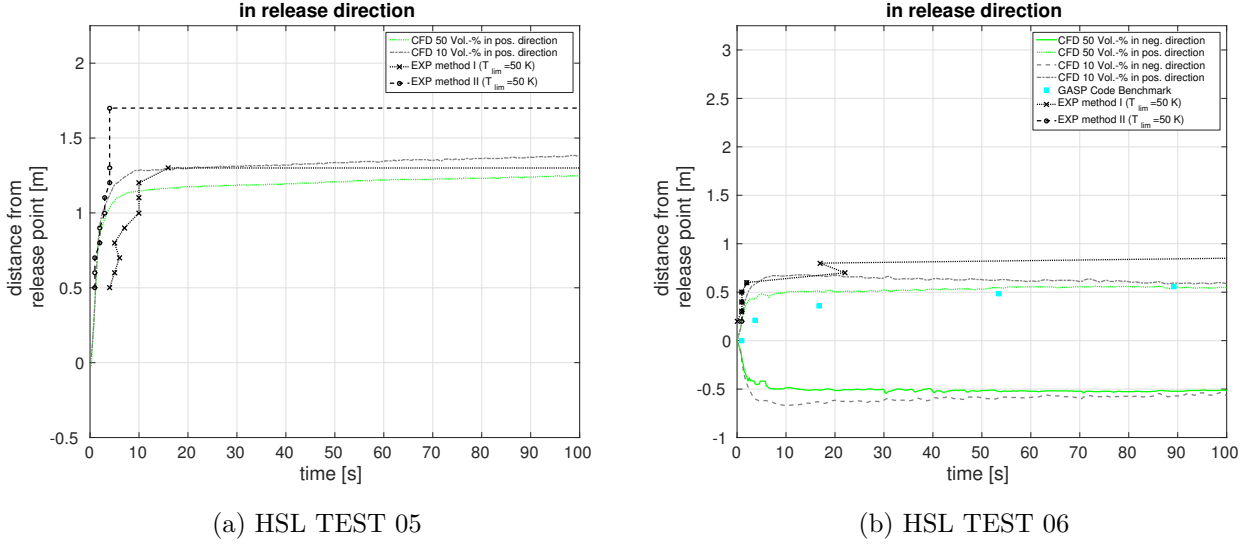 in release direction
CFD 50 Vol.-% in pos. direction
CFD 10 Vol.-% in pos. direction
EXP method I (T lim =50 K)
EXP method II (T lim =50 K)
2
1.5
1
0.5
0
-0.5
distance from
release point [m]
0 10 20 30 40 50 60 70 80 90 100
time [s]
(a) HSL TEST 05
in release direction
CFD 50 Vol.-% in neg. direction
CFD 50 Vol.-% in pos. direction
CFD 10 Vol.-% in neg. direction
CFD 10 Vol.-% in pos. direction
GASP Code Benchmark
EXP method I (T lim =50 K)
EXP method II (T lim =50 K)
3
2.5
2
1.5
1
0.5
0
-0.5
-1
distance from
release point [m]
0 10 20 30 40 50 60 70 80 90 100
time [s]
(b) HSL TEST 06